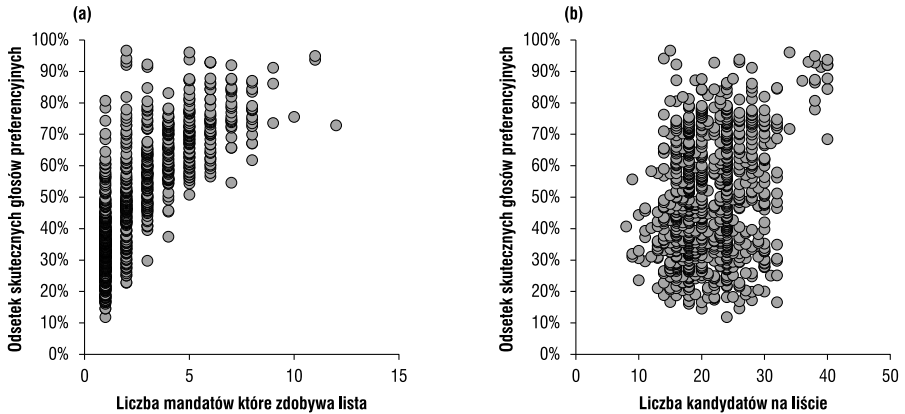 (a)
Odsetek skutecznych głosów preferencyjnych
100%
90%
80%
70%
60%
50%
40%
30%
20%
10%
0%
0 5 10 15
Liczba mandatów które zdobywa lista
(b)
Odsetek skutecznych głosów preferencyjnych
100%
90%
80%
70%
60%
50%
40%
30%
20%
10%
0%
0 10 20 30 40 50
Liczba kandydatów na liście